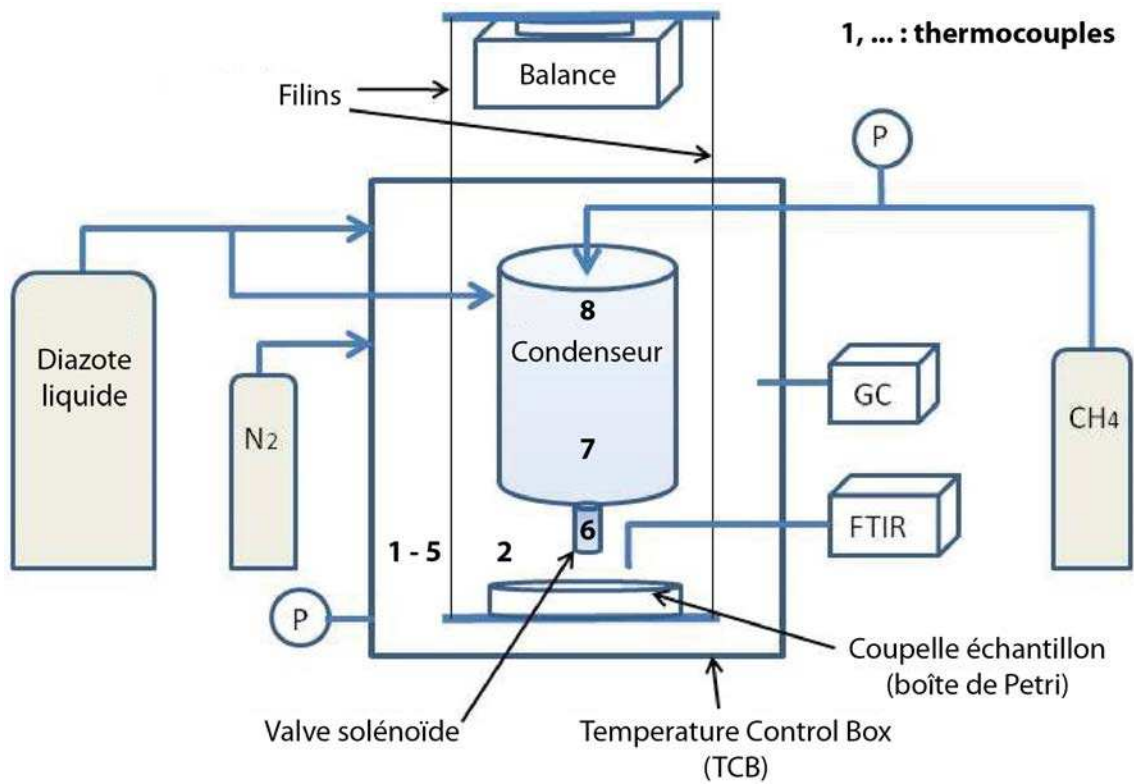 1, ... : thermocouples
Balance
Filins
P
8
Condenseur
Diazote
liquide
N2
GC
CH4
7
FTIR
6
1 - 5
2
P
Coupelle échantillon
(boîte de Petri)
Valve solénoïde
Temperature Control Box
(TCB)